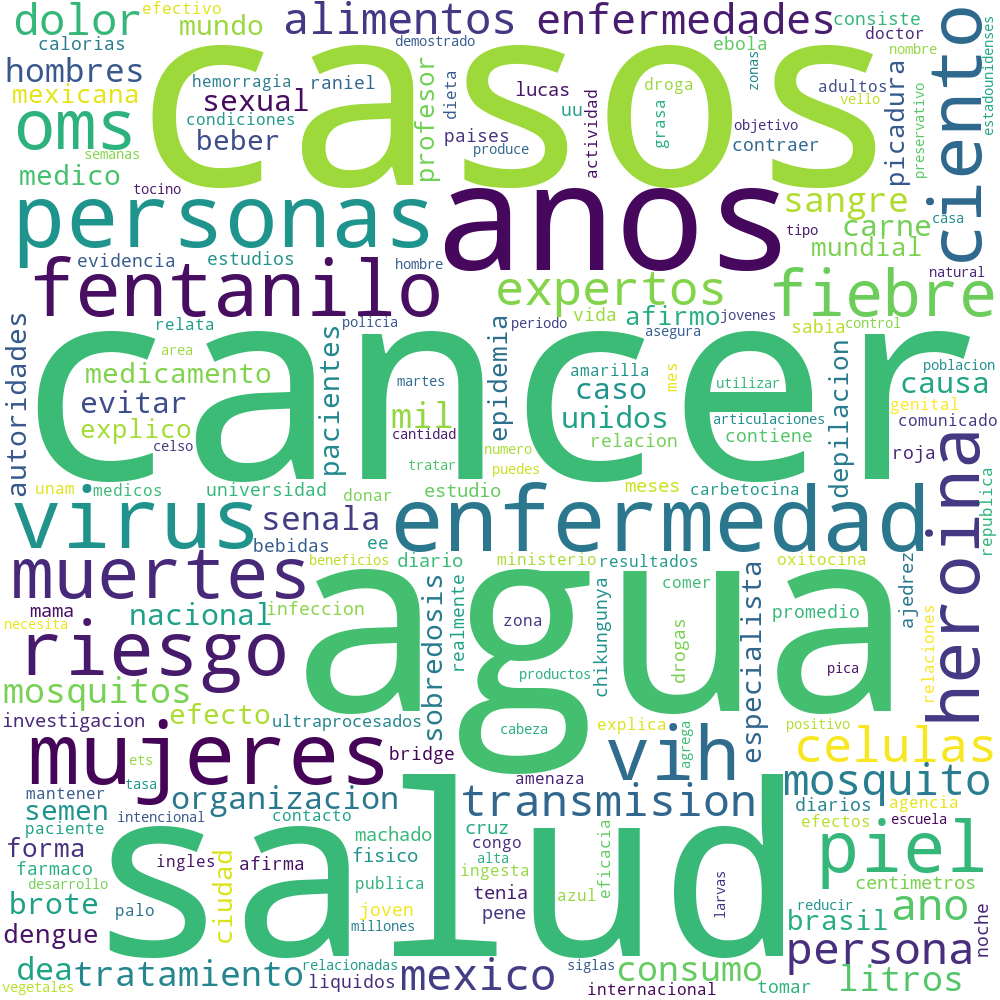 dolor
efectivo
mundo
alimentos
enfermedades
consiste
doctor
ciento
calorias
demostrado
ebola
nombre
estadounidenses
casos
hombres
hemorragia
raniel
profesor
dieta
lucas
droga
zonas
adultos
picadura
mexicana
sexual
condiciones
uu
actividad
grasa
objetivo
vello
preservativo
oms
beber
paises
produce
contraer
semanas
medico
tocino
anos
sangre
casa
personas
tipo
carne
mundial
evidencia
estudios
hombre
natural
fentanilo
expertos
fiebre
autoridades
relata
policia
periodo
vida
afirmo
jovenes
asegura
sabia
control
cancer
area
pacientes
epidemia
amarilla
depilacion
poblacion
medicamento
martes
caso
mes
utilizar
causa
evitar
mil
unidos
articulaciones
genital
comunicado
explico
cantidad
relacion
contiene
heroina
celso
numero
roja
tratar
puedes
republica
unam
medicos
universidad
donar
estudio
meses
carbetocina
virus
senala
enfermedad
bebidas
ee
muertes
beneficios
diario
ministerio
resultados
especialista
oxitocina
ajedrez
sobredosis
realmente
comer
chikungunya
mama
nacional
infeccion
agua
zona
promedio
necesita
relaciones
riesgo
drogas
pica
mosquitos
productos
investigacion
efecto
ultraprocesados
cabeza
explica
agrega
positivo
mujeres
ets
bridge
vih
celulas
tasa
amenaza
mosquito
mantener
organizacion
transmision
semen
intencional
contacto
salud
diarios
agencia
paciente
machado
cruz
eficacia
efectos
escuela
forma
ingles
afirma
fisico
congo
piel
farmaco
ciudad
alta
ingesta
larvas
desarrollo
publica
tenia
azul
centimetros
brote
palo
joven
pene
reducir
ano
dengue
millones
brasil
noche
persona
dea
tratamiento
relacionadas
mexico
siglas
consumo
litros
vegetales
liquidos
internacional
tomar